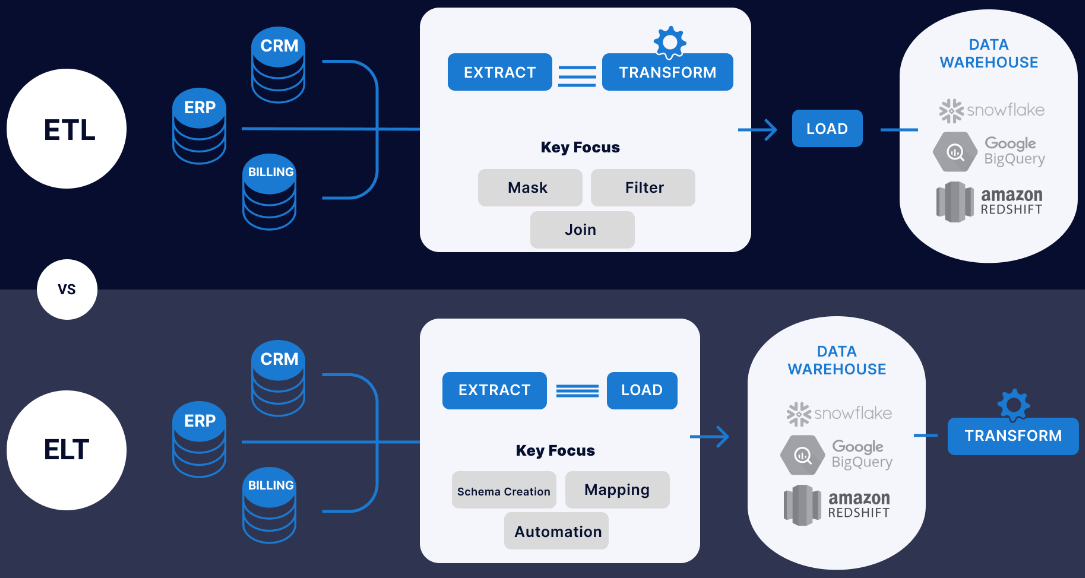 ETL
CRM
ERP
BILLING
EXTRACT
TRANSFORM
Key Focus
Mask
Filter
Join
LOAD
DATA
WAREHOUSE
snowflake
Google
BigQuery
amazon
REDSHIFT
VS
ELT
CRM
ERP
BILLING
EXTRACT
LOAD
Key Focus
Schema Creation
Mapping
Automation
DATA
WAREHOUSE
snowflake
Google
BigQuery
amazon
REDSHIFT
TRANSFORM